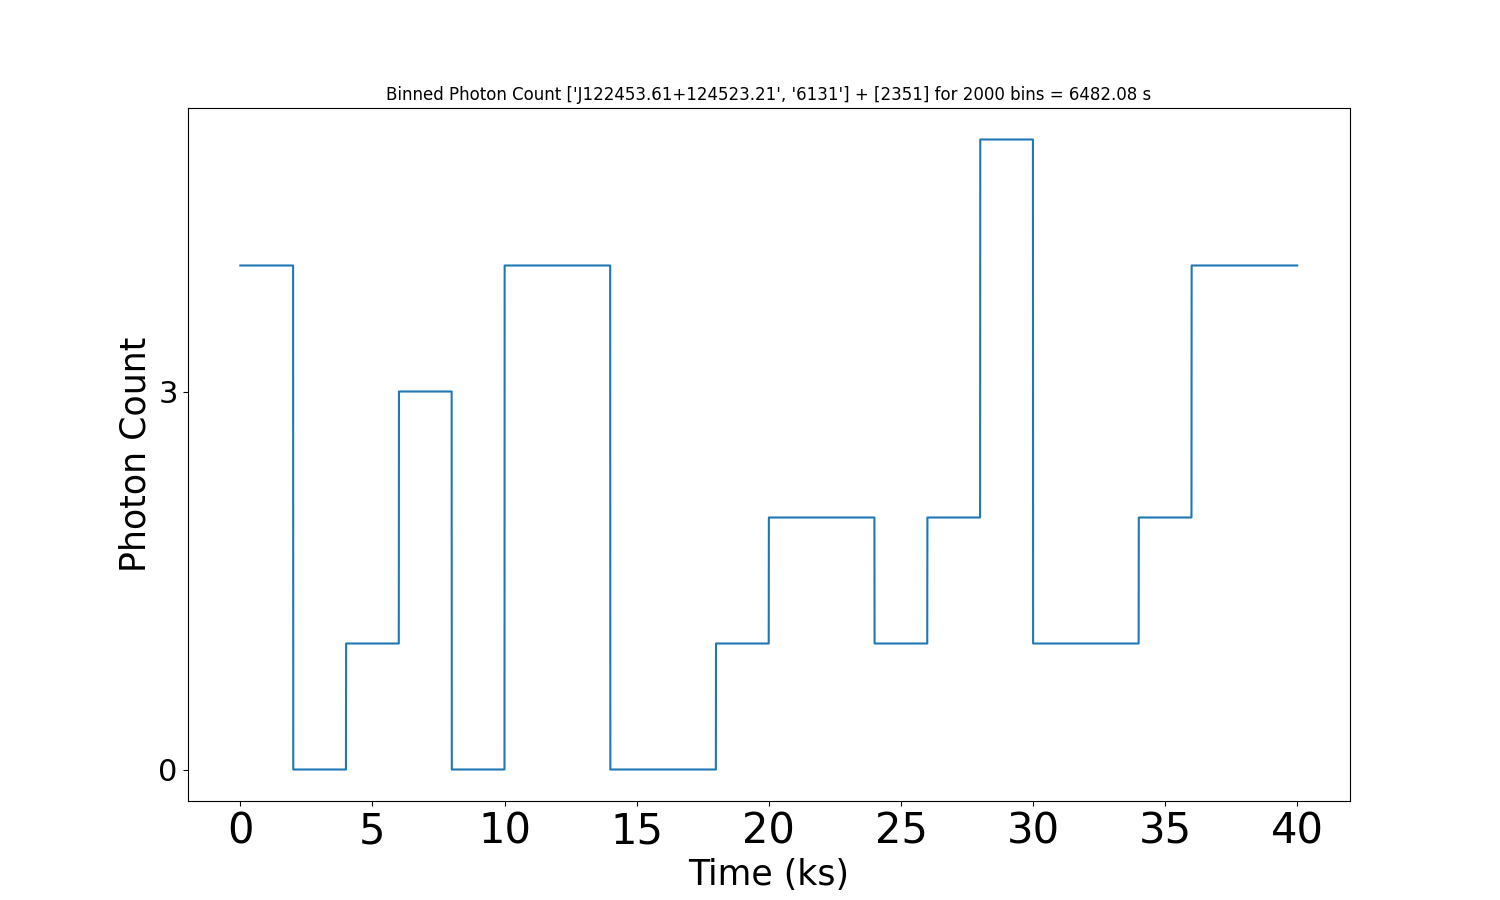 Binned Photon Count ['J122453.61+124523.21', '6131'] + [2351] for 2000 bins = 6482.08 s
Photon Count
3
0
0 5 10 15 20 25 30 35 40
Time (ks)